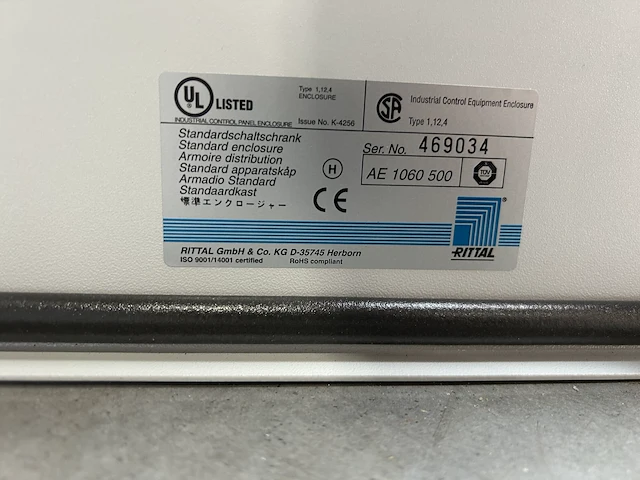 UL LISTED
INDUSTRIAL CONTROL PANEL ENCLOSURE
Type 1,12,4
ENCLOSURE
Issue No. K-4256
SA Industrial Control Equipment Enclosure
Type 1,12,4
Standardschaltschrank
Standard enclosure
Armoire distribution
Standard apparatskåp
Armadio Standard
Standaardkast
標準エンクロージャー
H
CE
Ser. No. 469034
AE 1060 500
TÜV
RITTAL
®
RITTAL GmbH & Co. KG D-35745 Herborn
ISO 9001/14001 certified RoHS compliant